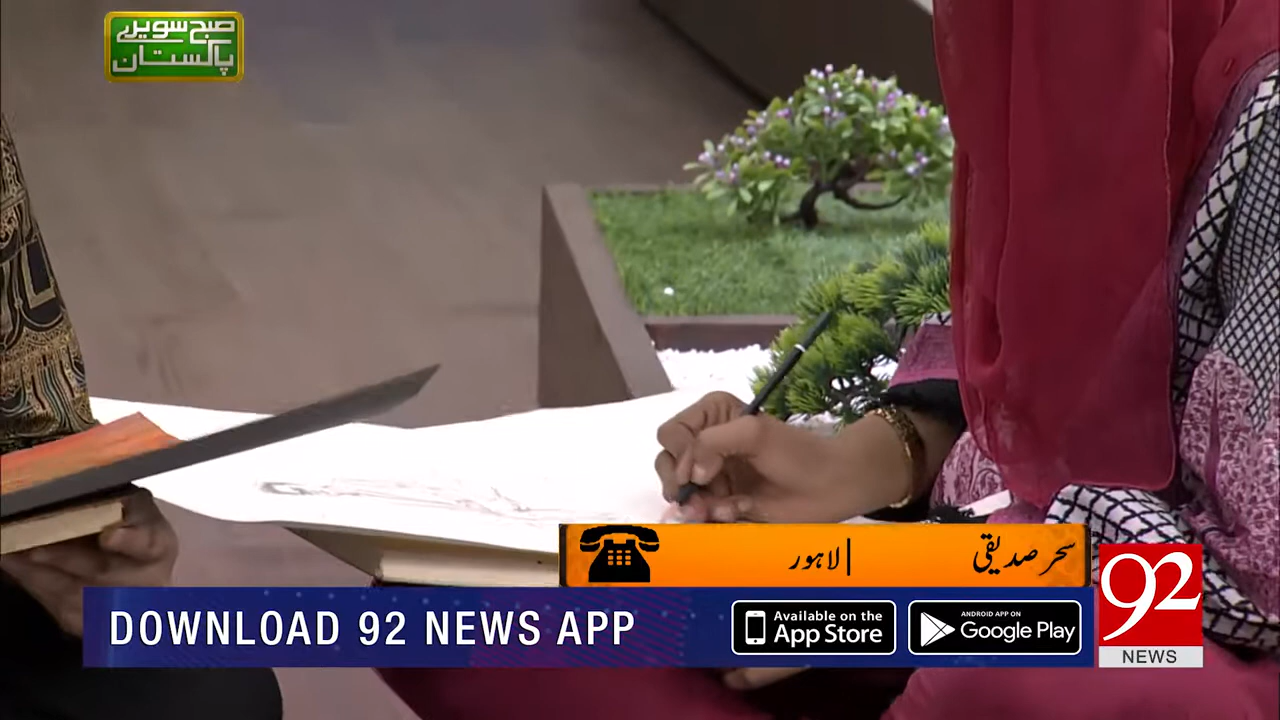 صبح سویرے
پاکستان
سحر صدیقی | لاہور
DOWNLOAD 92 NEWS APP
Available on the
App Store
ANDROID APP ON
Google Play
92
NEWS